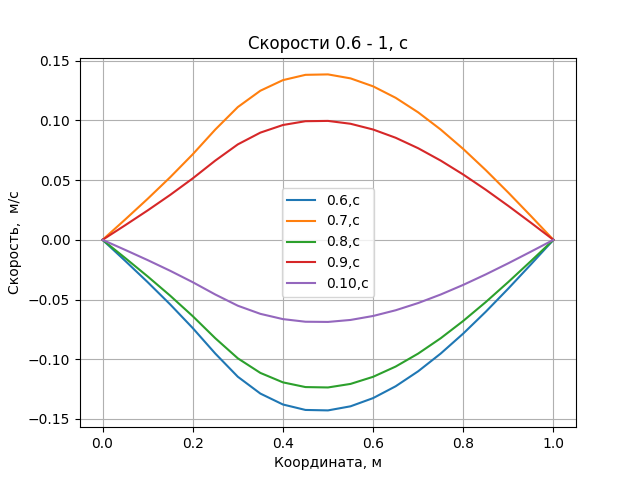 Скорости 0.6 - 1, с
0.15
0.10
0.05
0.00
−0.05
−0.10
−0.15
Скорость,  м/с
0.6,с
0.7,с
0.8,с
0.9,с
0.10,с
0.0 0.2 0.4 0.6 0.8 1.0
Координата, м